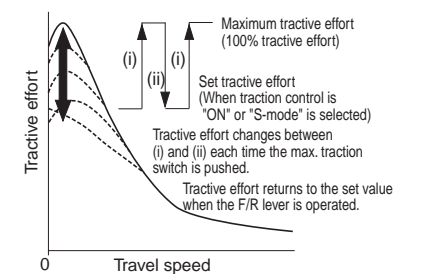 Maximum tractive effort
(100% tractive effort)
(i)
(ii)
(i)
Set tractive effort
(When traction control is
"ON" or "S-mode" is selected)
Tractive effort changes between
(i) and (ii) each time the max. traction
switch is pushed.
Tractive effort returns to the set value
when the F/R lever is operated.
Tractive effort
0
Travel speed